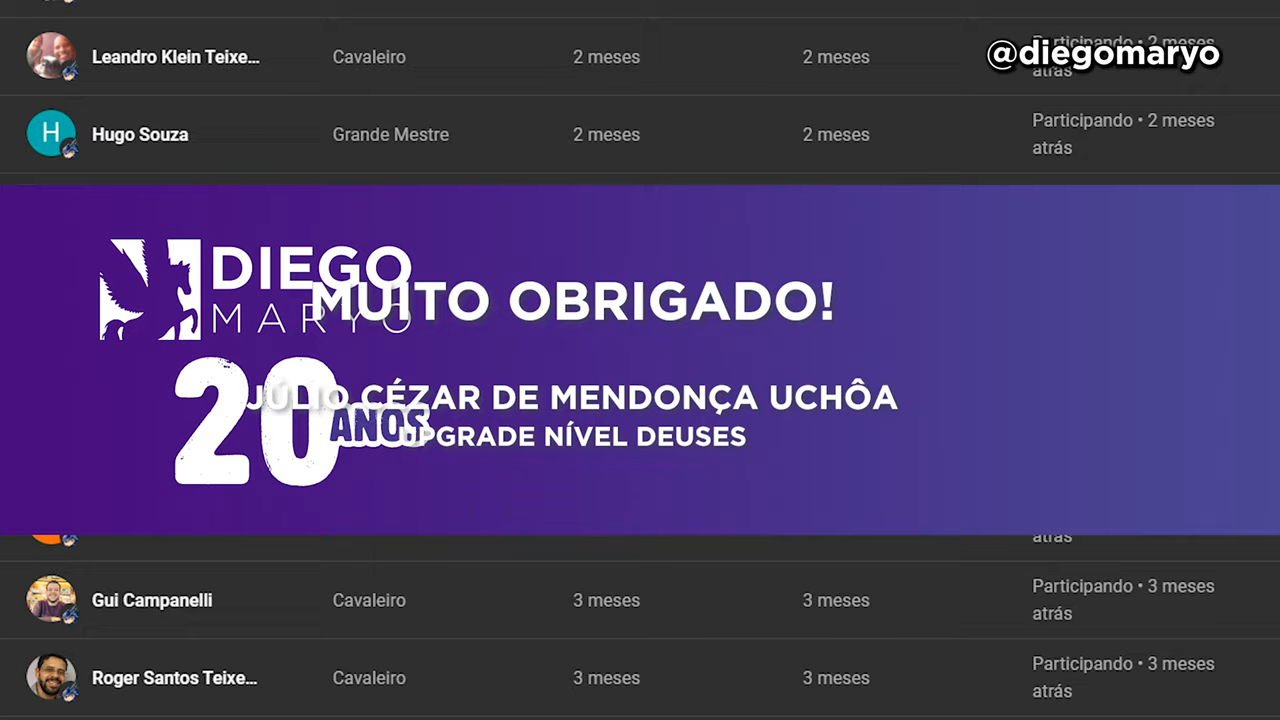 Leandro Klein Teixe... Cavaleiro 2 meses 2 meses Participando • 2 meses
atrás
@diegomaryo
Hugo Souza Grande Mestre 2 meses 2 meses Participando • 2 meses
atrás
DIEGO
MARYO
MUITO OBRIGADO!
20
ANOS
JÚLIO CÉZAR DE MENDONÇA UCHÔA
UPGRADE NÍVEL DEUSES
atrás
Gui Campanelli Cavaleiro 3 meses 3 meses Participando • 3 meses
atrás
Roger Santos Teixe... Cavaleiro 3 meses 3 meses Participando • 3 meses
atrás